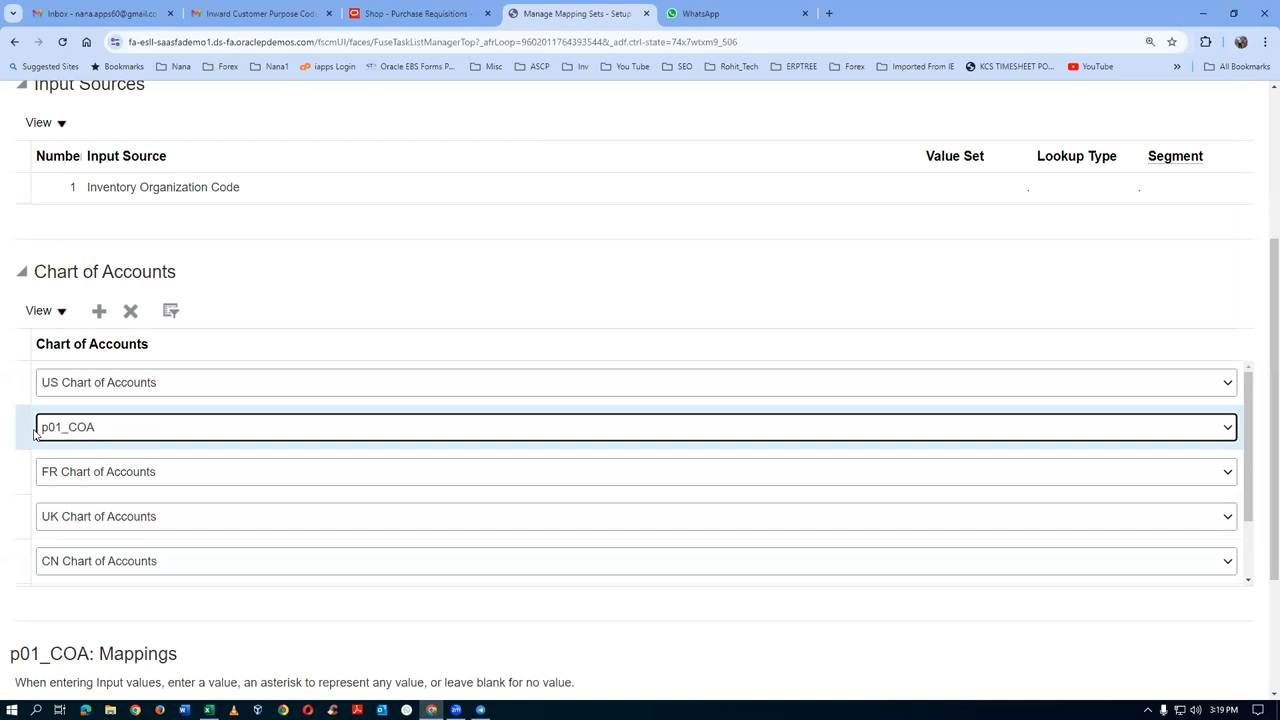 Inbox - nana.apps60@gmail.co
Inward Customer Purpose Code
Shop - Purchase Requisitions -
Manage Mapping Sets - Setup
WhatsApp
fa-esll-saasfademo1.ds-fa.oraclepdemos.com/fscmUI/faces/FuseTaskListManagerTop?_afrLoop=9602011764393544&_adf.ctrl-state=74x7wtxm9_506
Suggested Sites
Bookmarks
Nana
Forex
Nana1
iapps Login
Oracle EBS Forms P...
Misc
ASCP
Inv
You Tube
SEO
Rohit_Tech
ERPTREE
Forex
Imported From IE
KCS TIMESHEET PO...
YouTube
All Bookmarks
Input Sources
View
Numbe Input Source Value Set Lookup Type Segment
1 Inventory Organization Code . .
Chart of Accounts
View
Chart of Accounts
US Chart of Accounts
p01_COA
FR Chart of Accounts
UK Chart of Accounts
CN Chart of Accounts
p01_COA: Mappings
When entering Input values, enter a value, an asterisk to represent any value, or leave blank for no value.
3:19 PM